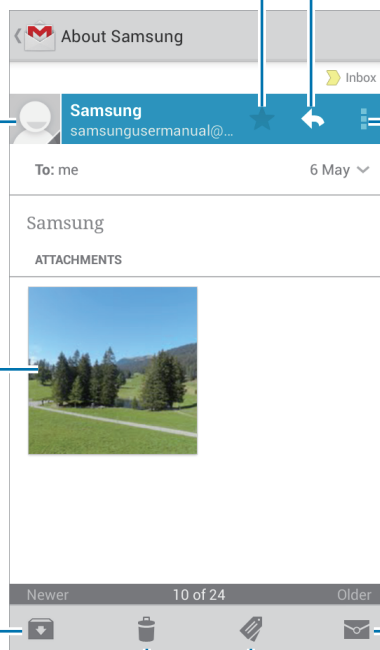 About Samsung
Inbox
Samsung
samsungusermanual@...
To: me 6 May
Samsung
ATTACHMENTS
Newer 10 of 24 Older